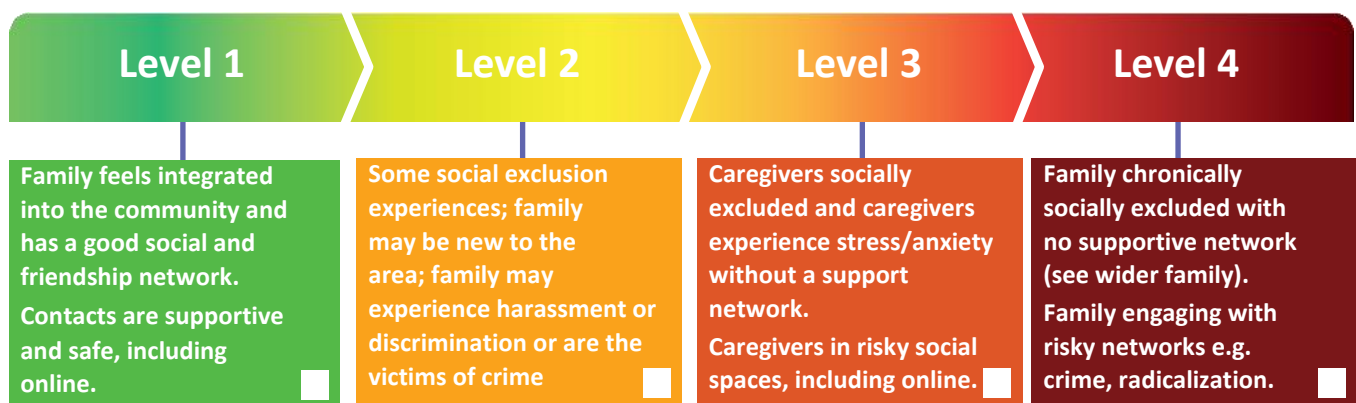 Level 1
Level 2
Level 3
Level 4
Family feels integrated
into the community and
has a good social and
friendship network.
Contacts are supportive
and safe, including
online.
Some social exclusion
experiences; family
may be new to the
area; family may
experience harassment or
discrimination or are the
victims of crime
Caregivers socially
excluded and caregivers
experience stress/anxiety
without a support
network.
Caregivers in risky social
spaces, including online.
Family chronically
socially excluded with
no supportive network
(see wider family).
Family engaging with
risky networks e.g.
crime, radicalization.